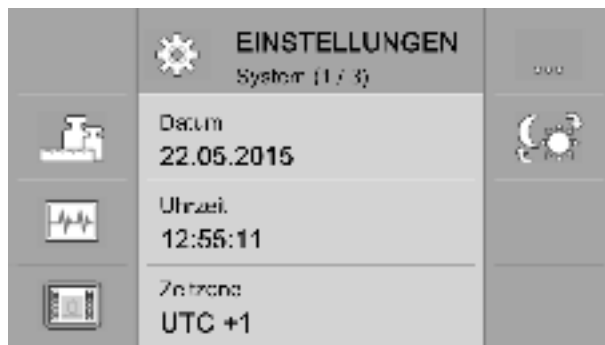 EINSTELLUNGEN
System (1 / 3)
Datum
22.05.2015
Uhrzeit
12:55:11
Zeitzone
UTC +1